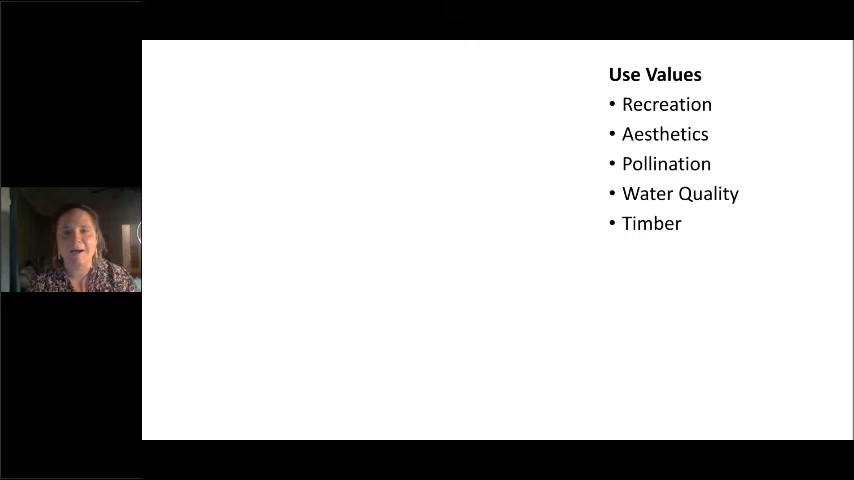 Use Values
• Recreation
• Aesthetics
• Pollination
• Water Quality
• Timber